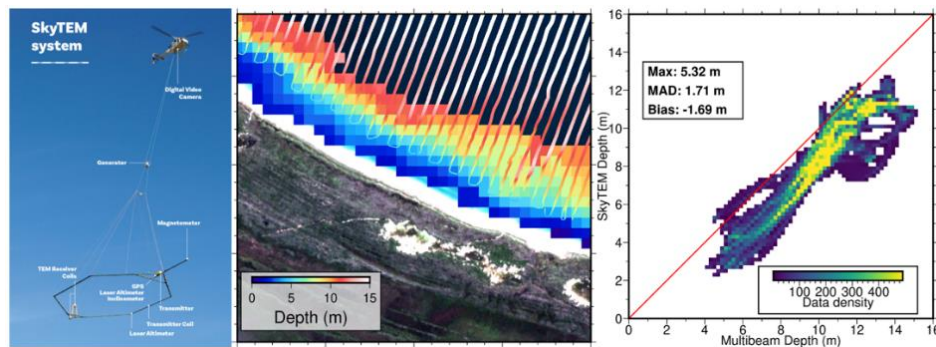 SkyTEM
system
Digital Video
Camera
Generator
Magnetometer
TEM Receiver
Coils
GPS
Laser Altimeter
Inclinometer
Transmitter
Transmitter Coil
Laser Altimeter
0 5 10 15
Depth (m)
16
14
12
10
8
6
4
2
0
SkyTEM Depth (m)
Max: 5.32 m
MAD: 1.71 m
Bias: -1.69 m
100 200 300 400
Data density
0 2 4 6 8 10 12 14 16
Multibeam Depth (m)